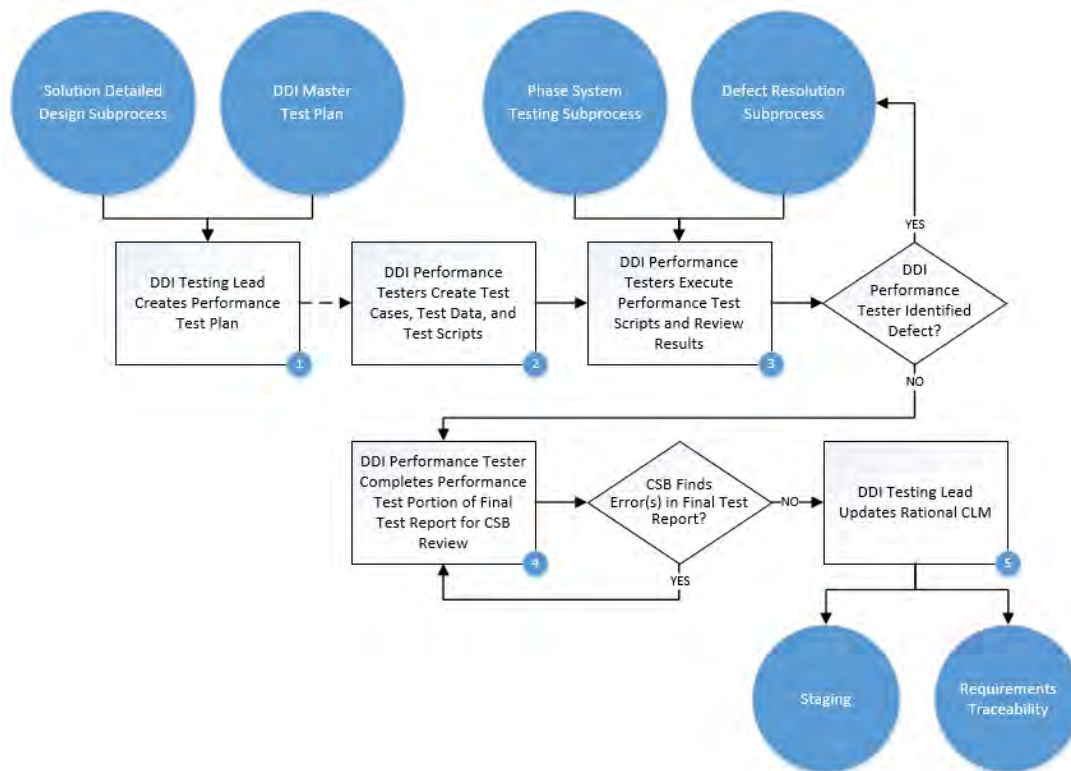 Solution Detailed
Design Subprocess
DDI Master
Test Plan
Phase System
Testing Subprocess
Defect Resolution
Subprocess
YES
DDI Testing Lead
Creates Performance
Test Plan
1
DDI Performance
Testers Create Test
Cases, Test Data, and
Test Scripts
2
DDI Performance
Testers Execute
Performance Test
Scripts and Review
Results
3
DDI
Performance
Tester Identified
Defect?
NO
DDI Performance Tester
Completes Performance
Test Portion of Final
Test Report for CSB
Review
4
CSB Finds
Error(s) in Final Test
Report?
NO
YES
DDI Testing Lead
Updates Rational CLM
5
Staging
Requirements
Traceability